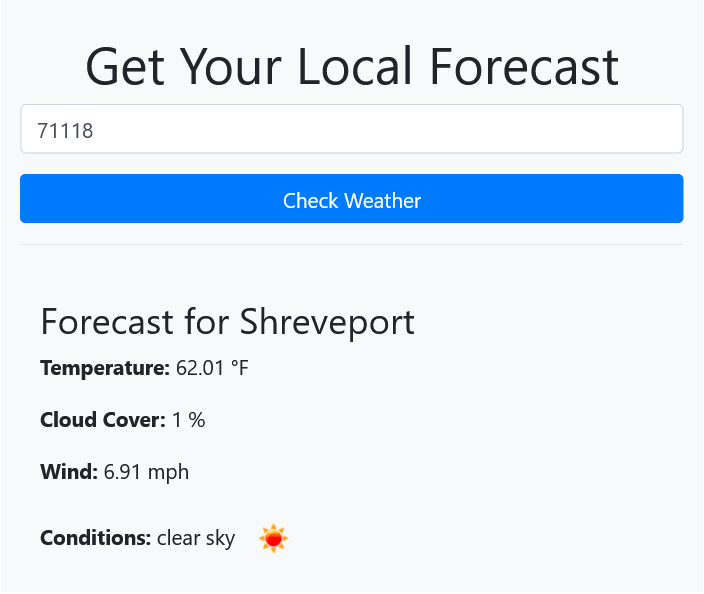 Get Your Local Forecast
71118
Check Weather
Forecast for Shreveport
Temperature: 62.01 °F
Cloud Cover: 1 %
Wind: 6.91 mph
Conditions: clear sky